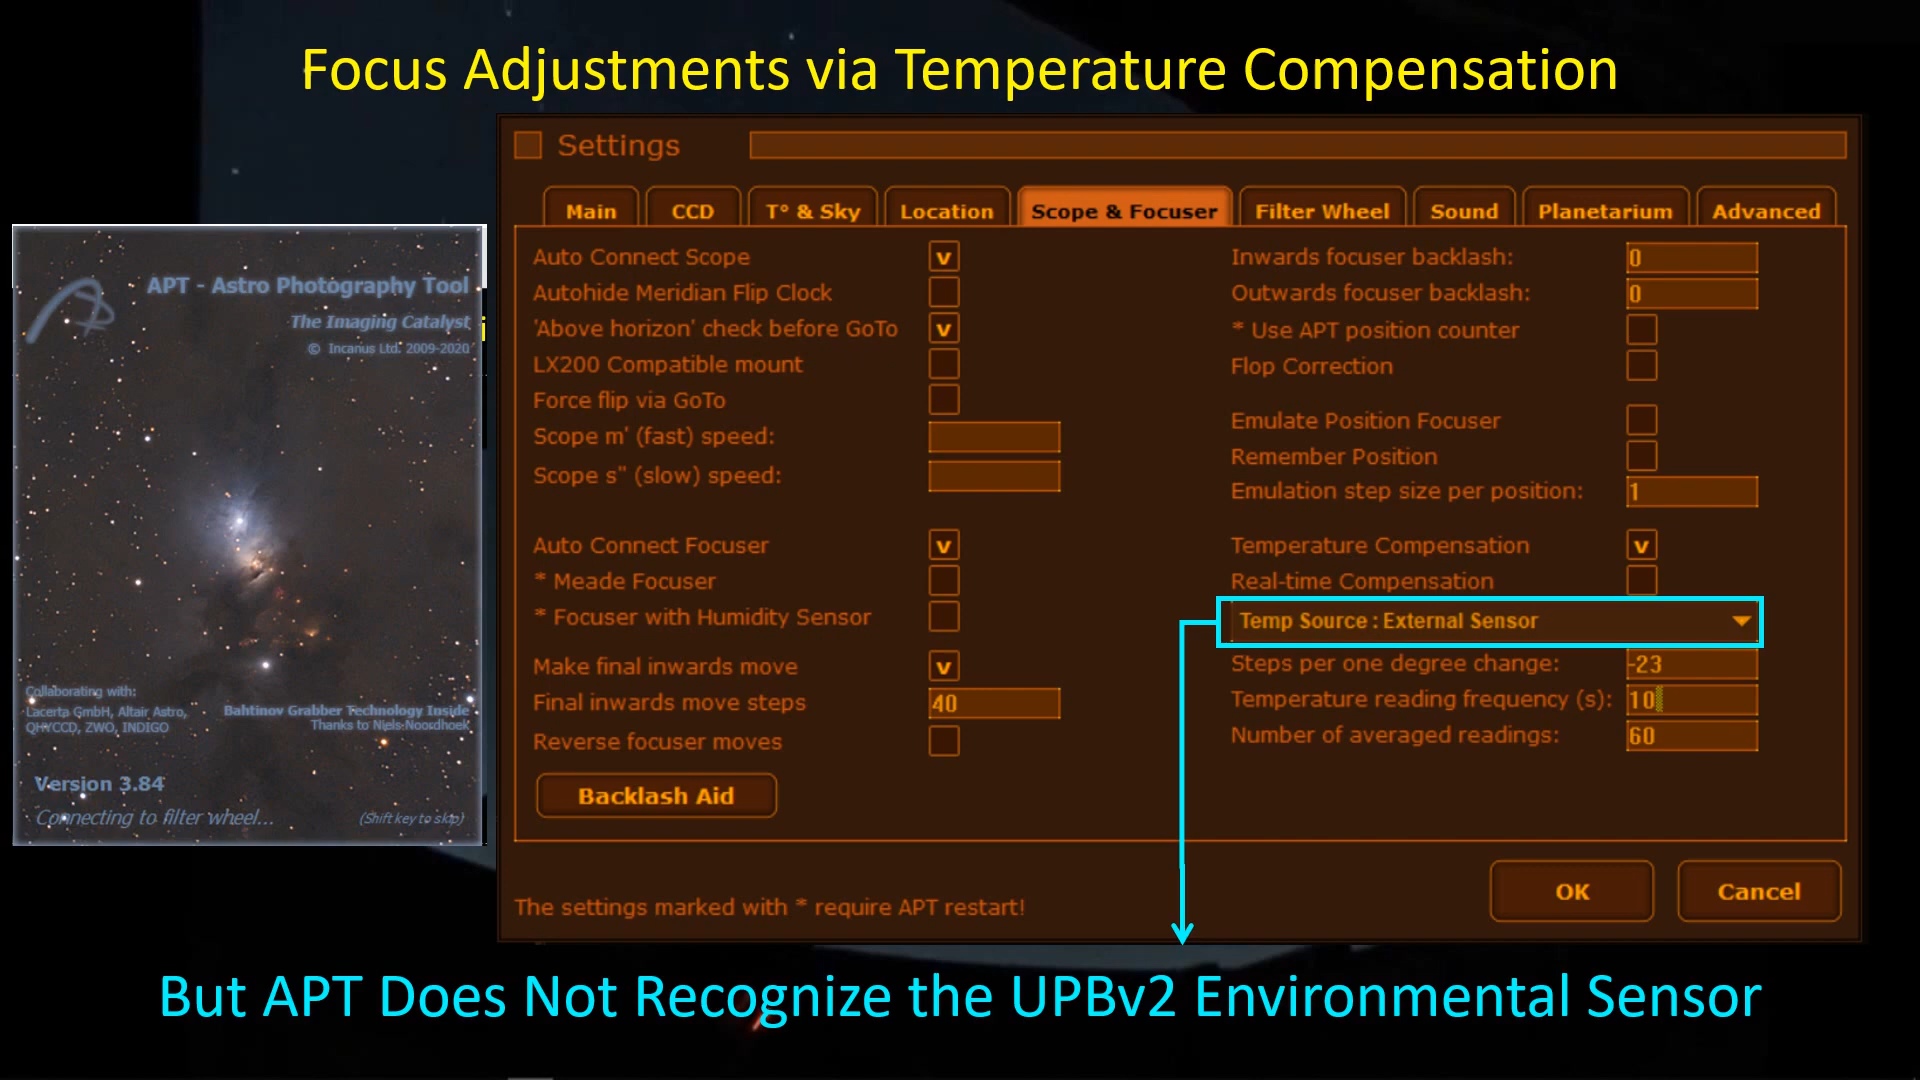 Focus Adjustments via Temperature Compensation
APT - Astro Photography Tool
The Imaging Catalyst
© Incanus Ltd. 2009-2020
Collaborating with:
Lacerta GmbH, Altair Astro,
QHYCCD, ZWO, INDIGO
Bahtinov Grabber Technology Inside
Thanks to Niels Noordhoek
Version 3.84
Connecting to filter wheel...
(Shift key to skip)
Settings
Main CCD T° & Sky Location Scope & Focuser Filter Wheel Sound Planetarium Advanced
Auto Connect Scope v
Autohide Meridian Flip Clock
'Above horizon' check before GoTo v
LX200 Compatible mount
Force flip via GoTo
Scope m' (fast) speed:
Scope s" (slow) speed:
Auto Connect Focuser v
* Meade Focuser
* Focuser with Humidity Sensor
Make final inwards move v
Final inwards move steps 40
Reverse focuser moves
Backlash Aid
Inwards focuser backlash: 0
Outwards focuser backlash: 0
* Use APT position counter
Flop Correction
Emulate Position Focuser
Remember Position
Emulation step size per position: 1
Temperature Compensation v
Real-time Compensation
Temp Source : External Sensor
Steps per one degree change: -23
Temperature reading frequency (s): 10
Number of averaged readings: 60
The settings marked with * require APT restart!
OK
Cancel
But APT Does Not Recognize the UPBv2 Environmental Sensor